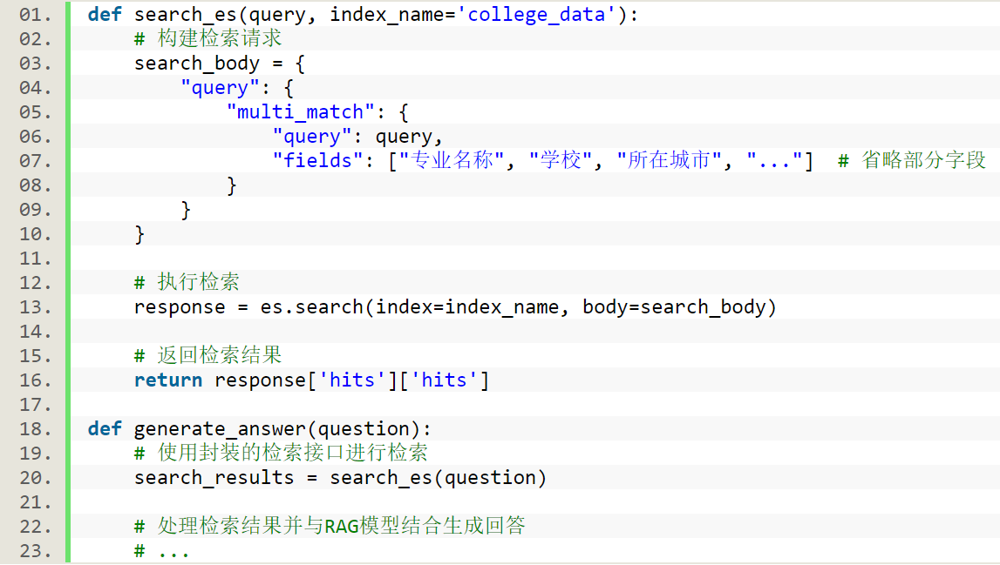 01. def search_es(query, index_name='college_data'):
02.     # 构建检索请求
03.     search_body = {
04.         "query": {
05.             "multi_match": {
06.                 "query": query,
07.                 "fields": ["专业名称", "学校", "所在城市", "..."]  # 省略部分字段
08.             }
09.         }
10.     }
11.
12.     # 执行检索
13.     response = es.search(index=index_name, body=search_body)
14.
15.     # 返回检索结果
16.     return response['hits']['hits']
17.
18. def generate_answer(question):
19.     # 使用封装的检索接口进行检索
20.     search_results = search_es(question)
21.
22.     # 处理检索结果并与RAG模型结合生成回答
23.     # ...